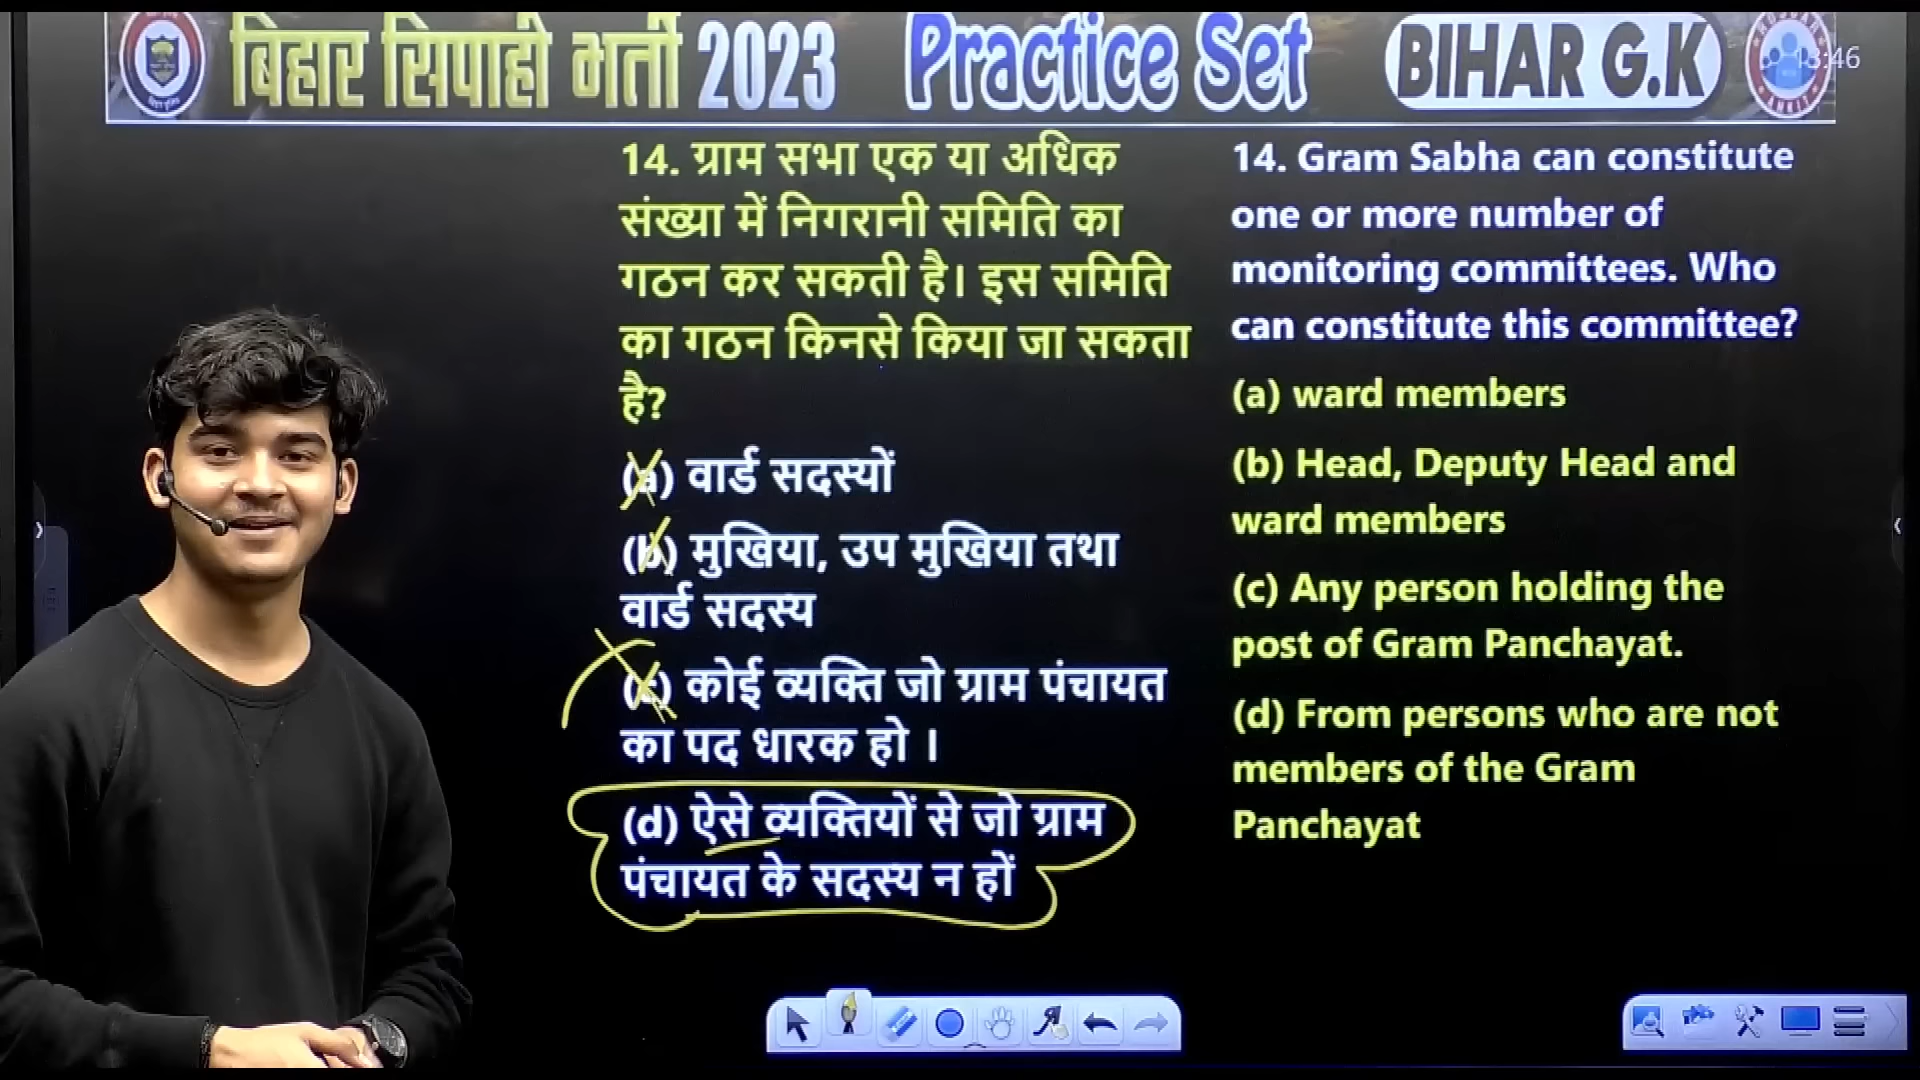 बिहार सिपाही भर्ती 2023 Practice Set BIHAR G.K
13:46
14. ग्राम सभा एक या अधिक
संख्या में निगरानी समिति का
गठन कर सकती है। इस समिति
का गठन किनसे किया जा सकता
है?
(a) वार्ड सदस्यों
(b) मुखिया, उप मुखिया तथा
वार्ड सदस्य
(c) कोई व्यक्ति जो ग्राम पंचायत
का पद धारक हो ।
(d) ऐसे व्यक्तियों से जो ग्राम
पंचायत के सदस्य न हों
14. Gram Sabha can constitute
one or more number of
monitoring committees. Who
can constitute this committee?
(a) ward members
(b) Head, Deputy Head and
ward members
(c) Any person holding the
post of Gram Panchayat.
(d) From persons who are not
members of the Gram
Panchayat